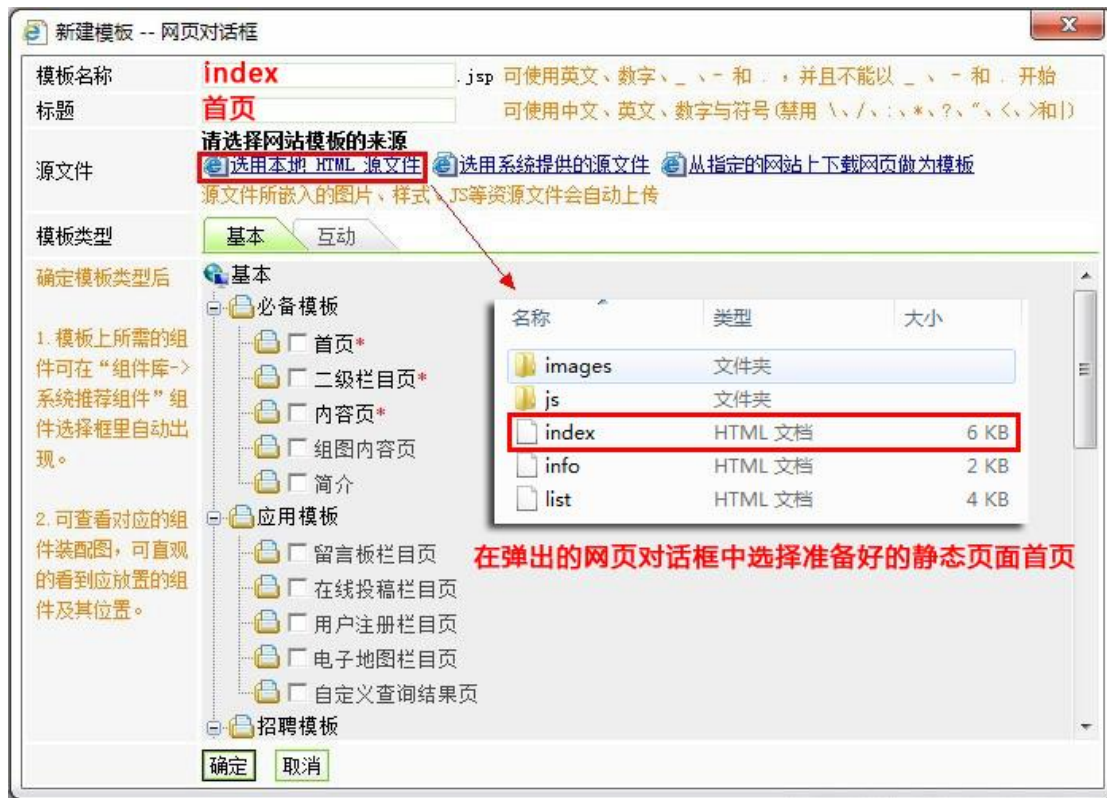 新建模板 -- 网页对话框
模板名称 index .jsp 可使用英文、数字、_ 、- 和 . ，并且不能以 _ 、 - 和 . 开始
标题 首页 可使用中文、英文、数字与符号(禁用 \、/、:、*、?、“、<、>和|)
请选择网站模板的来源
源文件 选用本地 HTML 源文件 选用系统提供的源文件 从指定的网站上下载网页做为模板
源文件所嵌入的图片、样式、JS等资源文件会自动上传
模板类型 基本 互动
确定模板类型后
1.模板上所需的组
件可在“组件库->
系统推荐组件”组
件选择框里自动出
现。
2.可查看对应的组
件装配图，可直观
的看到应放置的组
件及其位置。
基本
必备模板
首页*
二级栏目页*
内容页*
组图内容页
简介
应用模板
留言板栏目页
在线投稿栏目页
用户注册栏目页
电子地图栏目页
自定义查询结果页
招聘模板
名称 类型 大小
images 文件夹
js 文件夹
index HTML 文档 6 KB
info HTML 文档 2 KB
list HTML 文档 4 KB
在弹出的网页对话框中选择准备好的静态页面首页
确定 取消